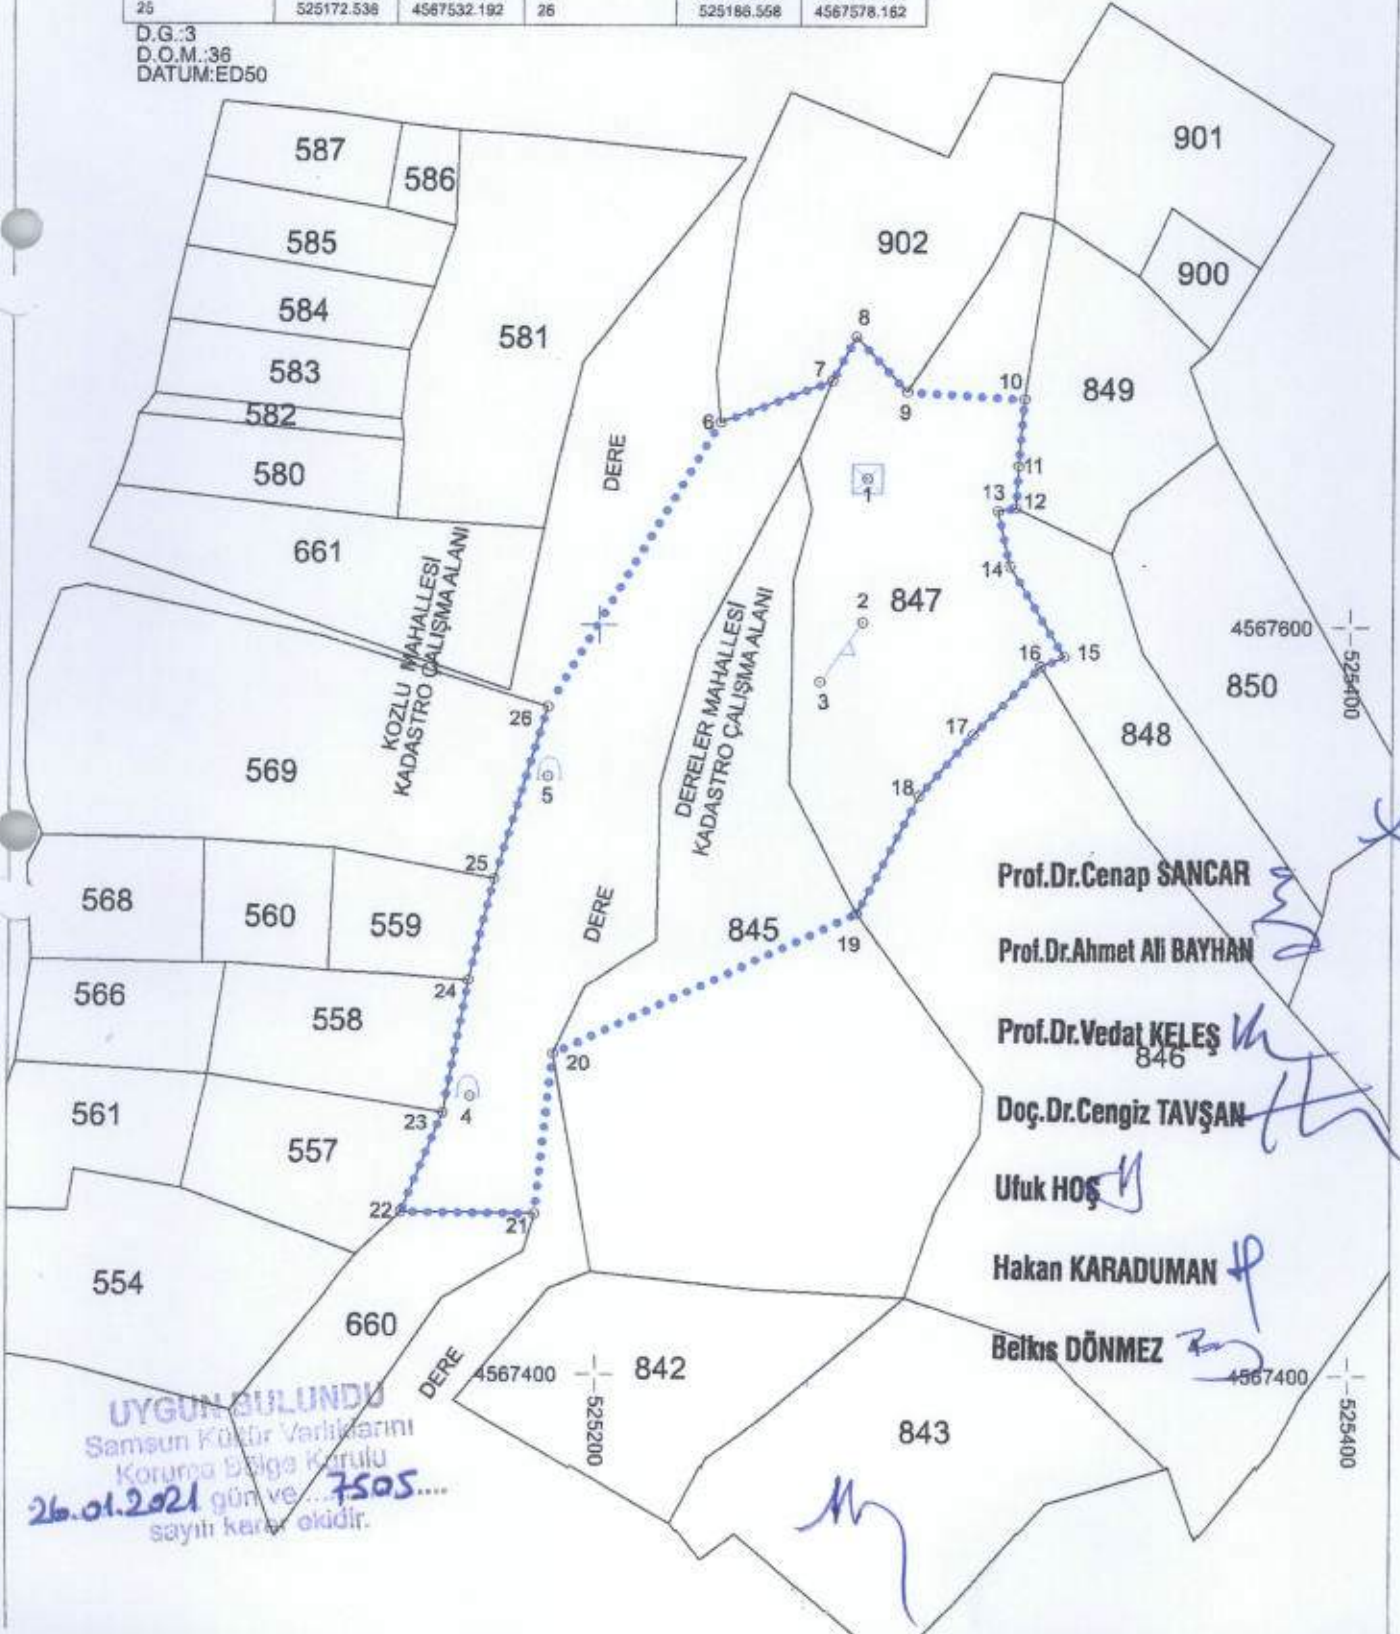 25 525172.536 4567532.192 26 525186.558 4567578.162
D.G.:3
D.O.M.:36
DATUM:ED50
587
586
901
585
902
900
584
581
8
583
7
10
849
582
6
9
DERE
580
11
1
13
12
661
14
2
847
4567600
525400
16
15
3
850
KOZLU MAHALLESİ
KADASTRO ÇALIŞMA ALANI
DERELER MAHALLESİ
KADASTRO ÇALIŞMA ALANI
26
17
848
569
5
18
25
Prof.Dr.Cenap SANCAR
568
560
559
DERE
845
19
Prof.Dr.Ahmet Ali BAYHAN
566
24
558
Prof.Dr.Vedat KELEŞ
846
20
561
23
4
Doç.Dr.Cengiz TAVŞAN
557
Ufuk HOŞ
22
21
554
Hakan KARADUMAN
660
Belkıs DÖNMEZ
DERE
4567400
525200
842
4567400
525400
843
UYGUN BULUNDU
Samsun Kültür Varlıklarını
Koruma Bölge Kurulu
26.01.2021 gün ve ....7505....
sayılı karar ekidir.